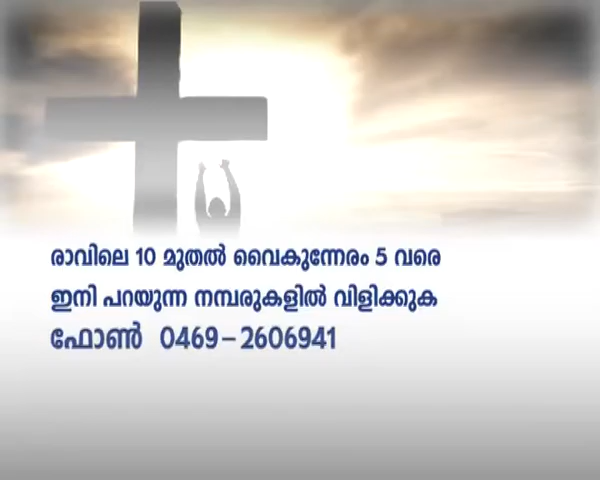 രാവിലെ 10 മുതൽ വൈകുന്നേരം 5 വരെ
ഇനി പറയുന്ന നമ്പരുകളിൽ വിളിക്കുക
ഫോൺ 0469-2606941